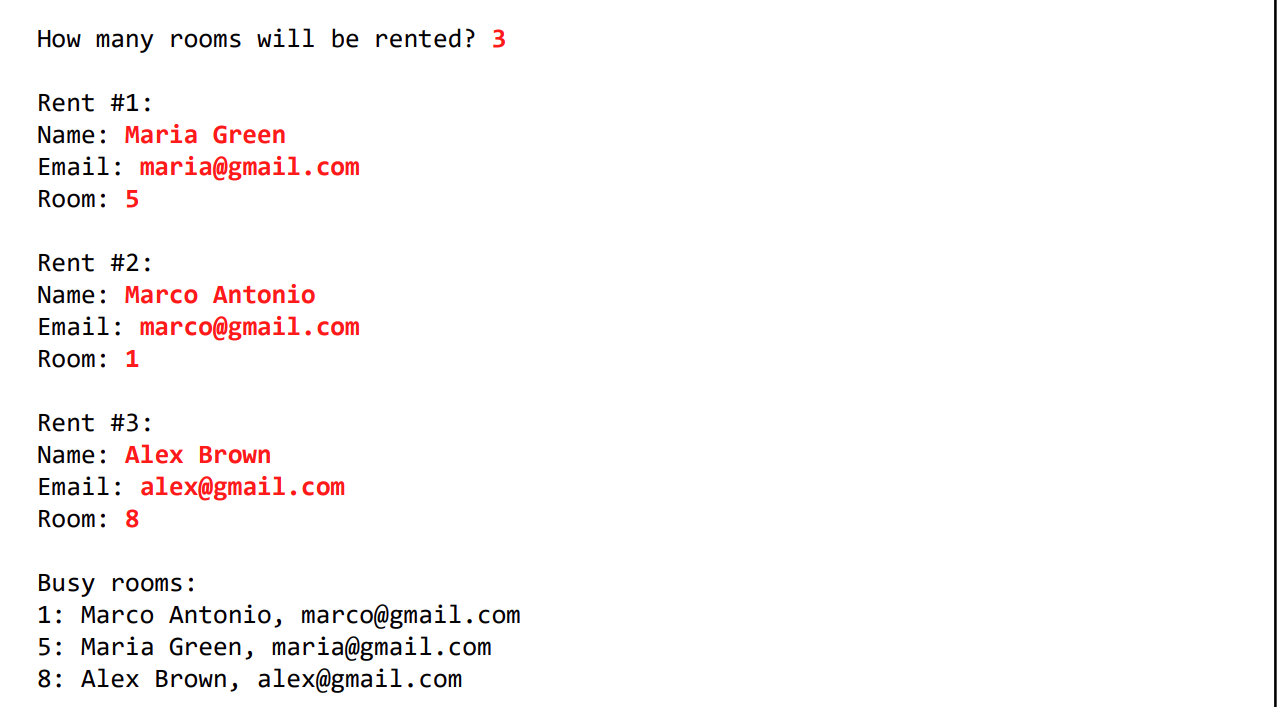 How many rooms will be rented? 3
Rent #1:
Name: Maria Green
Email: maria@gmail.com
Room: 5
Rent #2:
Name: Marco Antonio
Email: marco@gmail.com
Room: 1
Rent #3:
Name: Alex Brown
Email: alex@gmail.com
Room: 8
Busy rooms:
1: Marco Antonio, marco@gmail.com
5: Maria Green, maria@gmail.com
8: Alex Brown, alex@gmail.com